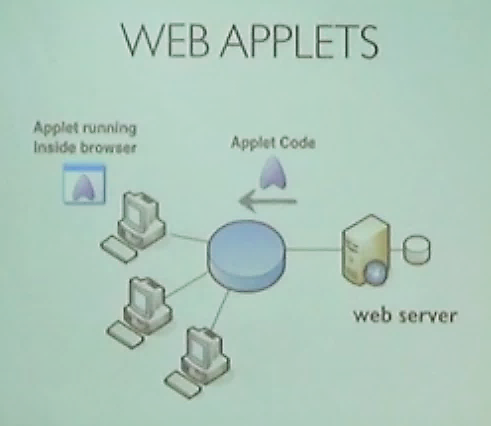 WEB APPLETS
Applet running
Inside browser
Applet Code
web server